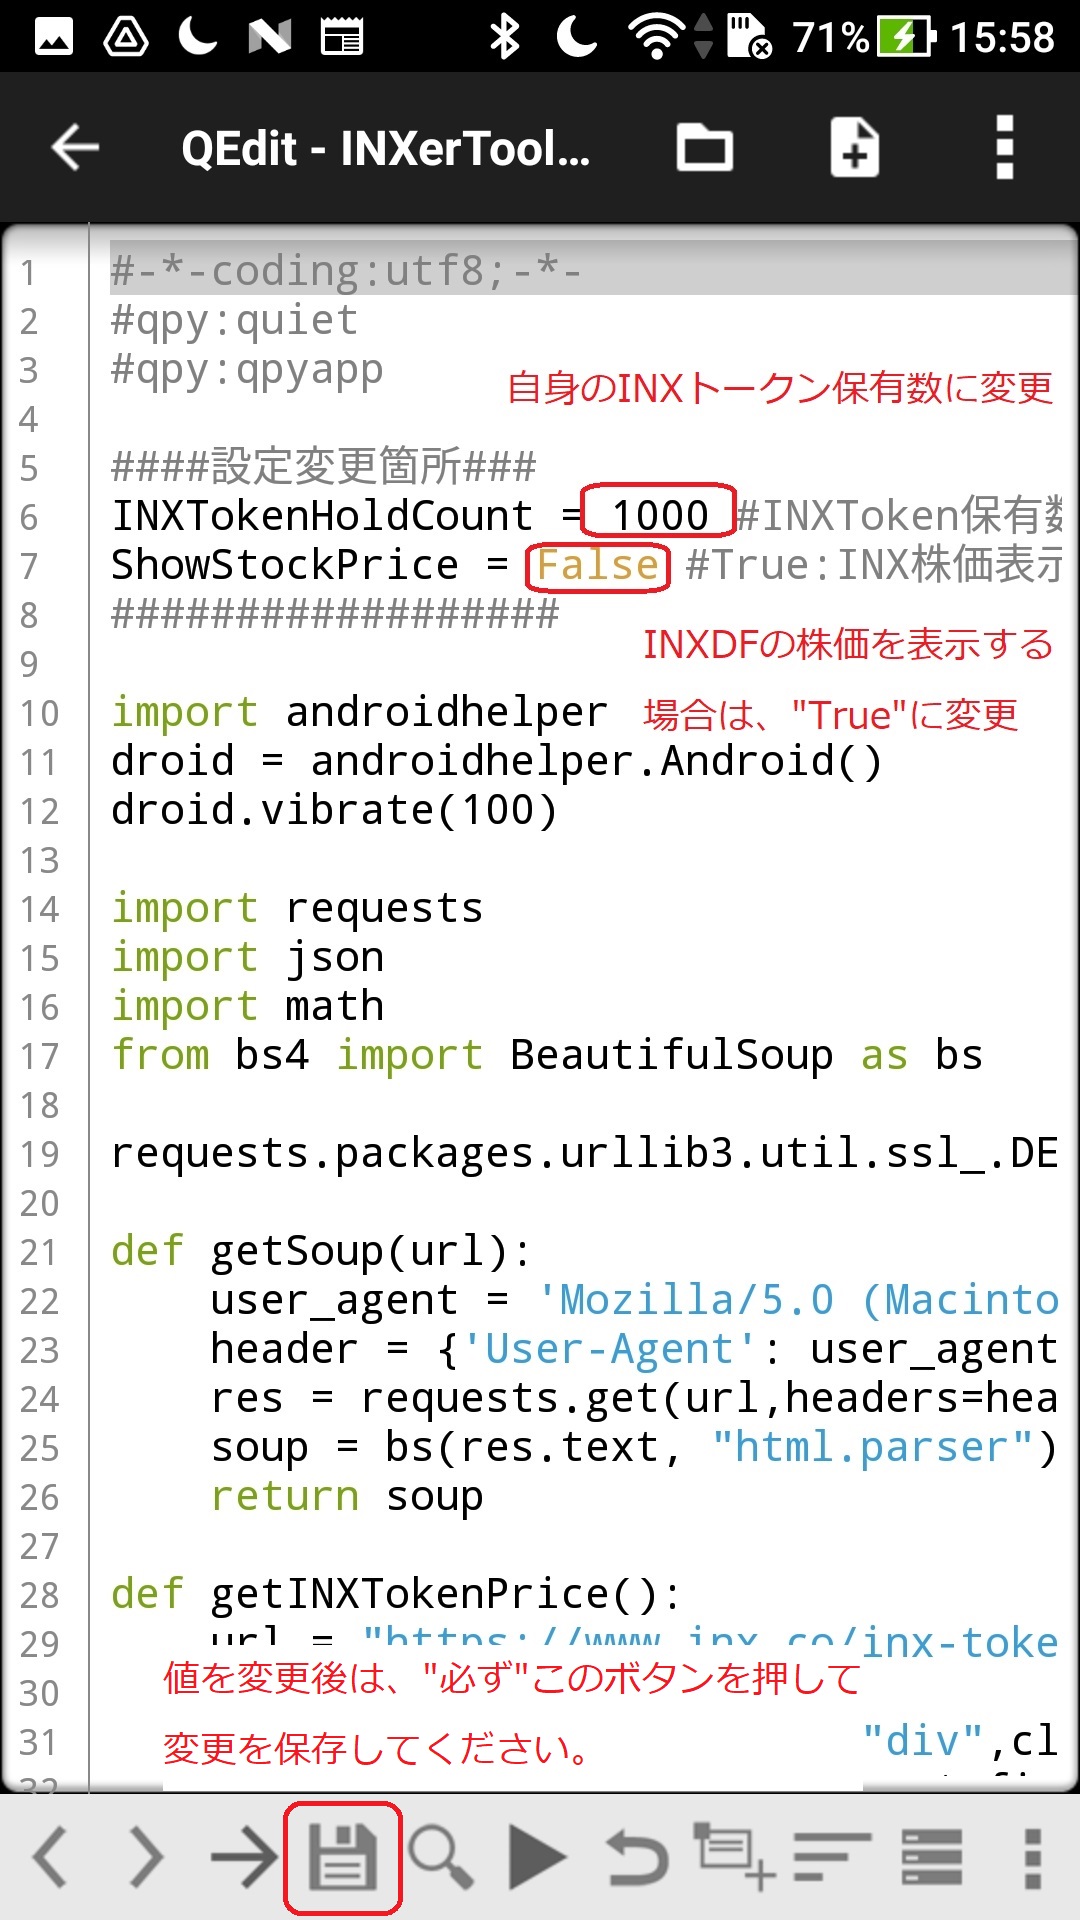 71% 15:58
QEdit - INXerTool...
1 #-*-coding:utf8;-*-
2 #qpy:quiet
3 #qpy:qpyapp
自身のINXトークン保有数に変更
4
5 ####設定変更箇所###
6 INXTokenHoldCount = 1000 #INXToken保有数
7 ShowStockPrice = False #True:INX株価表示
8 ##################
INXDFの株価を表示する
9
10 import androidhelper
場合は、"True"に変更
11 droid = androidhelper.Android()
12 droid.vibrate(100)
13
14 import requests
15 import json
16 import math
17 from bs4 import BeautifulSoup as bs
18
19 requests.packages.urllib3.util.ssl_.DE
20
21 def getSoup(url):
22 user_agent = 'Mozilla/5.0 (Macinto
23 header = {'User-Agent': user_agent
24 res = requests.get(url,headers=hea
25 soup = bs(res.text, "html.parser")
26 return soup
27
28 def getINXTokenPrice():
29 url = "https://www.inx.co/inx-toke
値を変更後は、"必ず"このボタンを押して
30
31 "div",cl
変更を保存してください。
32